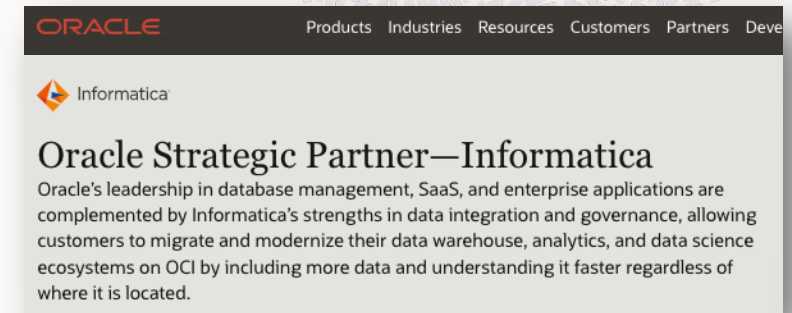 ORACLE Products Industries Resources Customers Partners Deve
Informatica
Oracle Strategic Partner—Informatica
Oracle's leadership in database management, SaaS, and enterprise applications are
complemented by Informatica's strengths in data integration and governance, allowing
customers to migrate and modernize their data warehouse, analytics, and data science
ecosystems on OCI by including more data and understanding it faster regardless of
where it is located.